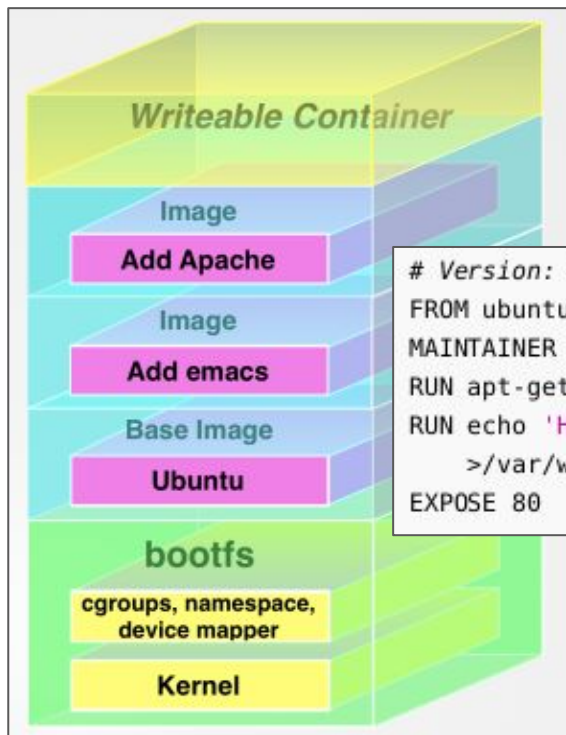 Writeable Container
Image
Add Apache
Image
Add emacs
Base Image
Ubuntu
bootfs
cgroups, namespace,
device mapper
Kernel
# Version:
FROM ubuntu
MAINTAINER
RUN apt-get
RUN echo 'H
>/var/w
EXPOSE 80